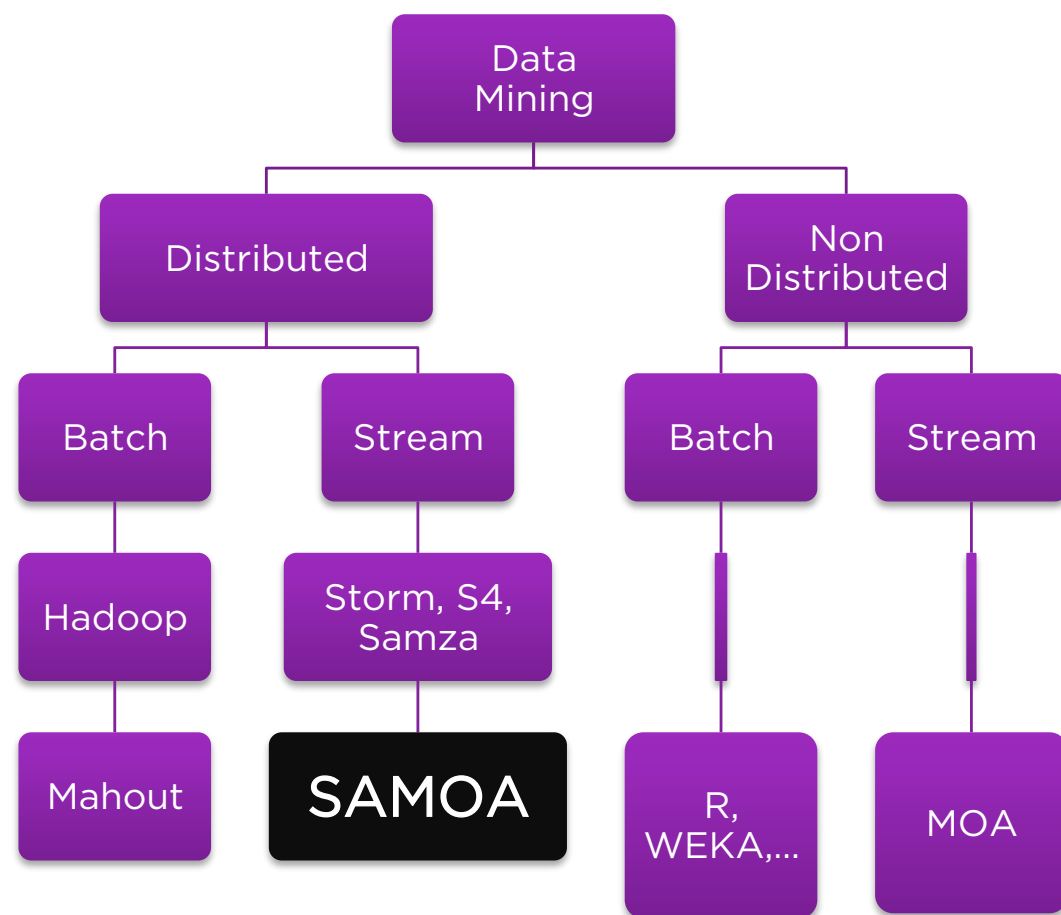 Data
Mining
Distributed
Non
Distributed
Batch
Stream
Batch
Stream
Hadoop
Storm, S4,
Samza
Mahout
SAMOA
R,
WEKA,...
MOA